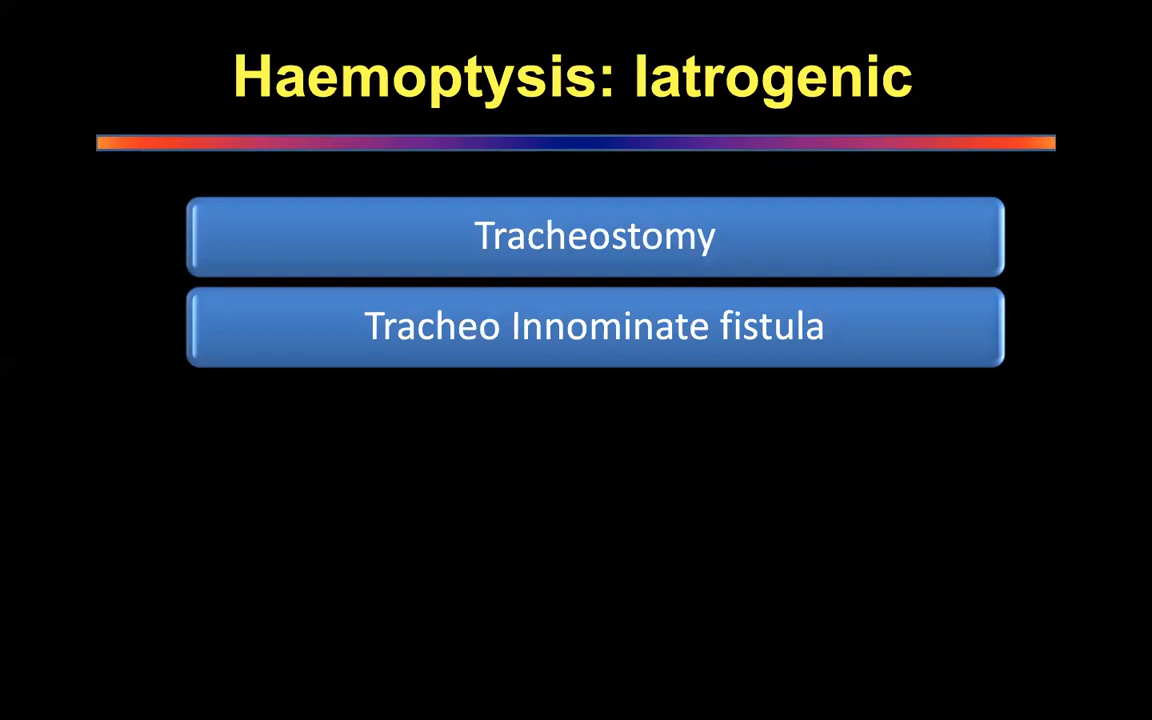 Haemoptysis: Iatrogenic
Tracheostomy
Tracheo Innominate fistula